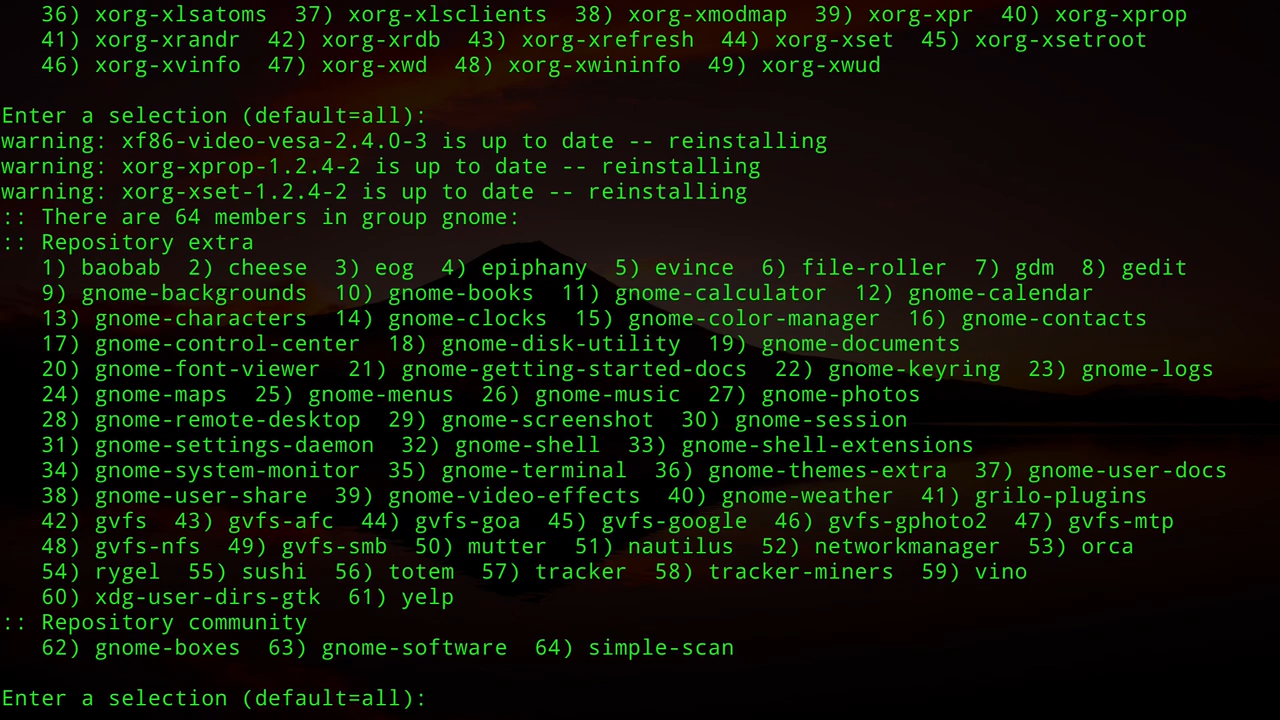 36) xorg-xlsatoms  37) xorg-xlsclients  38) xorg-xmodmap  39) xorg-xpr  40) xorg-xprop
41) xorg-xrandr  42) xorg-xrdb  43) xorg-xrefresh  44) xorg-xset  45) xorg-xsetroot
46) xorg-xvinfo  47) xorg-xwd  48) xorg-xwininfo  49) xorg-xwud
Enter a selection (default=all):
warning: xf86-video-vesa-2.4.0-3 is up to date -- reinstalling
warning: xorg-xprop-1.2.4-2 is up to date -- reinstalling
warning: xorg-xset-1.2.4-2 is up to date -- reinstalling
:: There are 64 members in group gnome:
:: Repository extra
1) baobab  2) cheese  3) eog  4) epiphany  5) evince  6) file-roller  7) gdm  8) gedit
9) gnome-backgrounds  10) gnome-books  11) gnome-calculator  12) gnome-calendar
13) gnome-characters  14) gnome-clocks  15) gnome-color-manager  16) gnome-contacts
17) gnome-control-center  18) gnome-disk-utility  19) gnome-documents
20) gnome-font-viewer  21) gnome-getting-started-docs  22) gnome-keyring  23) gnome-logs
24) gnome-maps  25) gnome-menus  26) gnome-music  27) gnome-photos
28) gnome-remote-desktop  29) gnome-screenshot  30) gnome-session
31) gnome-settings-daemon  32) gnome-shell  33) gnome-shell-extensions
34) gnome-system-monitor  35) gnome-terminal  36) gnome-themes-extra  37) gnome-user-docs
38) gnome-user-share  39) gnome-video-effects  40) gnome-weather  41) grilo-plugins
42) gvfs  43) gvfs-afc  44) gvfs-goa  45) gvfs-google  46) gvfs-gphoto2  47) gvfs-mtp
48) gvfs-nfs  49) gvfs-smb  50) mutter  51) nautilus  52) networkmanager  53) orca
54) rygel  55) sushi  56) totem  57) tracker  58) tracker-miners  59) vino
60) xdg-user-dirs-gtk  61) yelp
:: Repository community
62) gnome-boxes  63) gnome-software  64) simple-scan
Enter a selection (default=all):